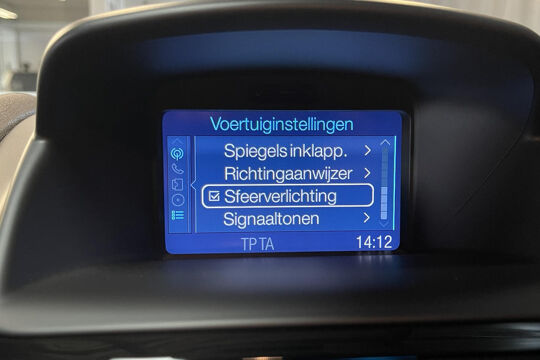 Voertuiginstellingen
Spiegels inklapp.
Richtingaanwijzer
Sfeerverlichting
Signaaltonen
TP TA 14:12